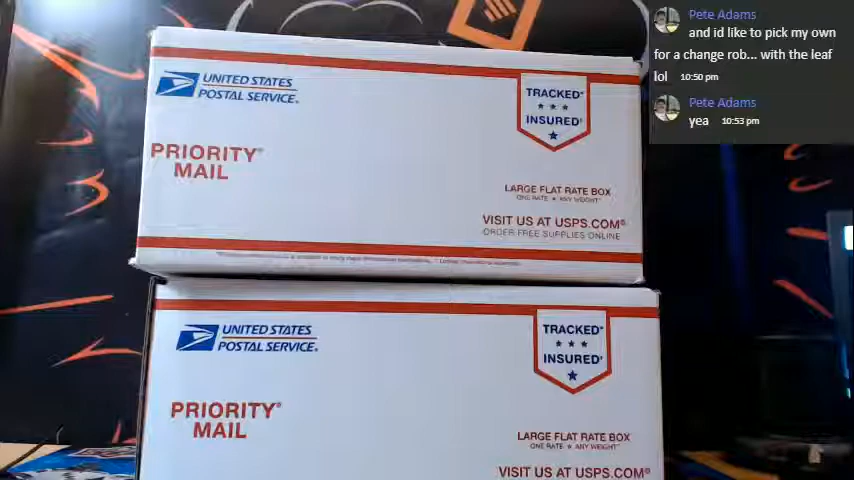 Pete Adams
and id like to pick my own
for a change rob... with the leaf
lol 10:50 pm
Pete Adams
yea 10:53 pm
UNITED STATES
POSTAL SERVICE®
TRACKED*
INSURED†
PRIORITY®
MAIL
LARGE FLAT RATE BOX
ONE RATE ★ ANY WEIGHT*
VISIT US AT USPS.COM®
ORDER FREE SUPPLIES ONLINE
UNITED STATES
POSTAL SERVICE®
TRACKED*
INSURED†
PRIORITY®
MAIL
LARGE FLAT RATE BOX
ONE RATE ★ ANY WEIGHT*
VISIT US AT USPS.COM®